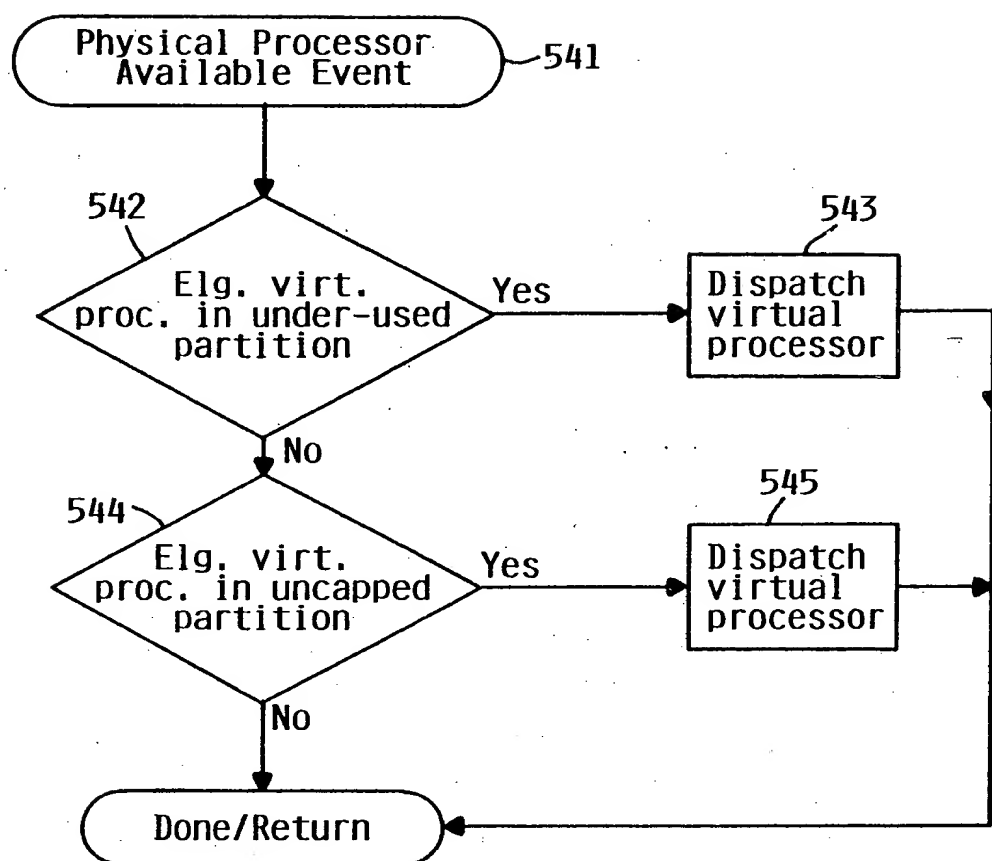 Physical Processor
Available Event
541
542
Elg. virt.
proc. in under-used
partition
Yes
543
Dispatch
virtual
processor
No
544
Elg. virt.
proc. in uncapped
partition
Yes
545
Dispatch
virtual
processor
No
Done/Return